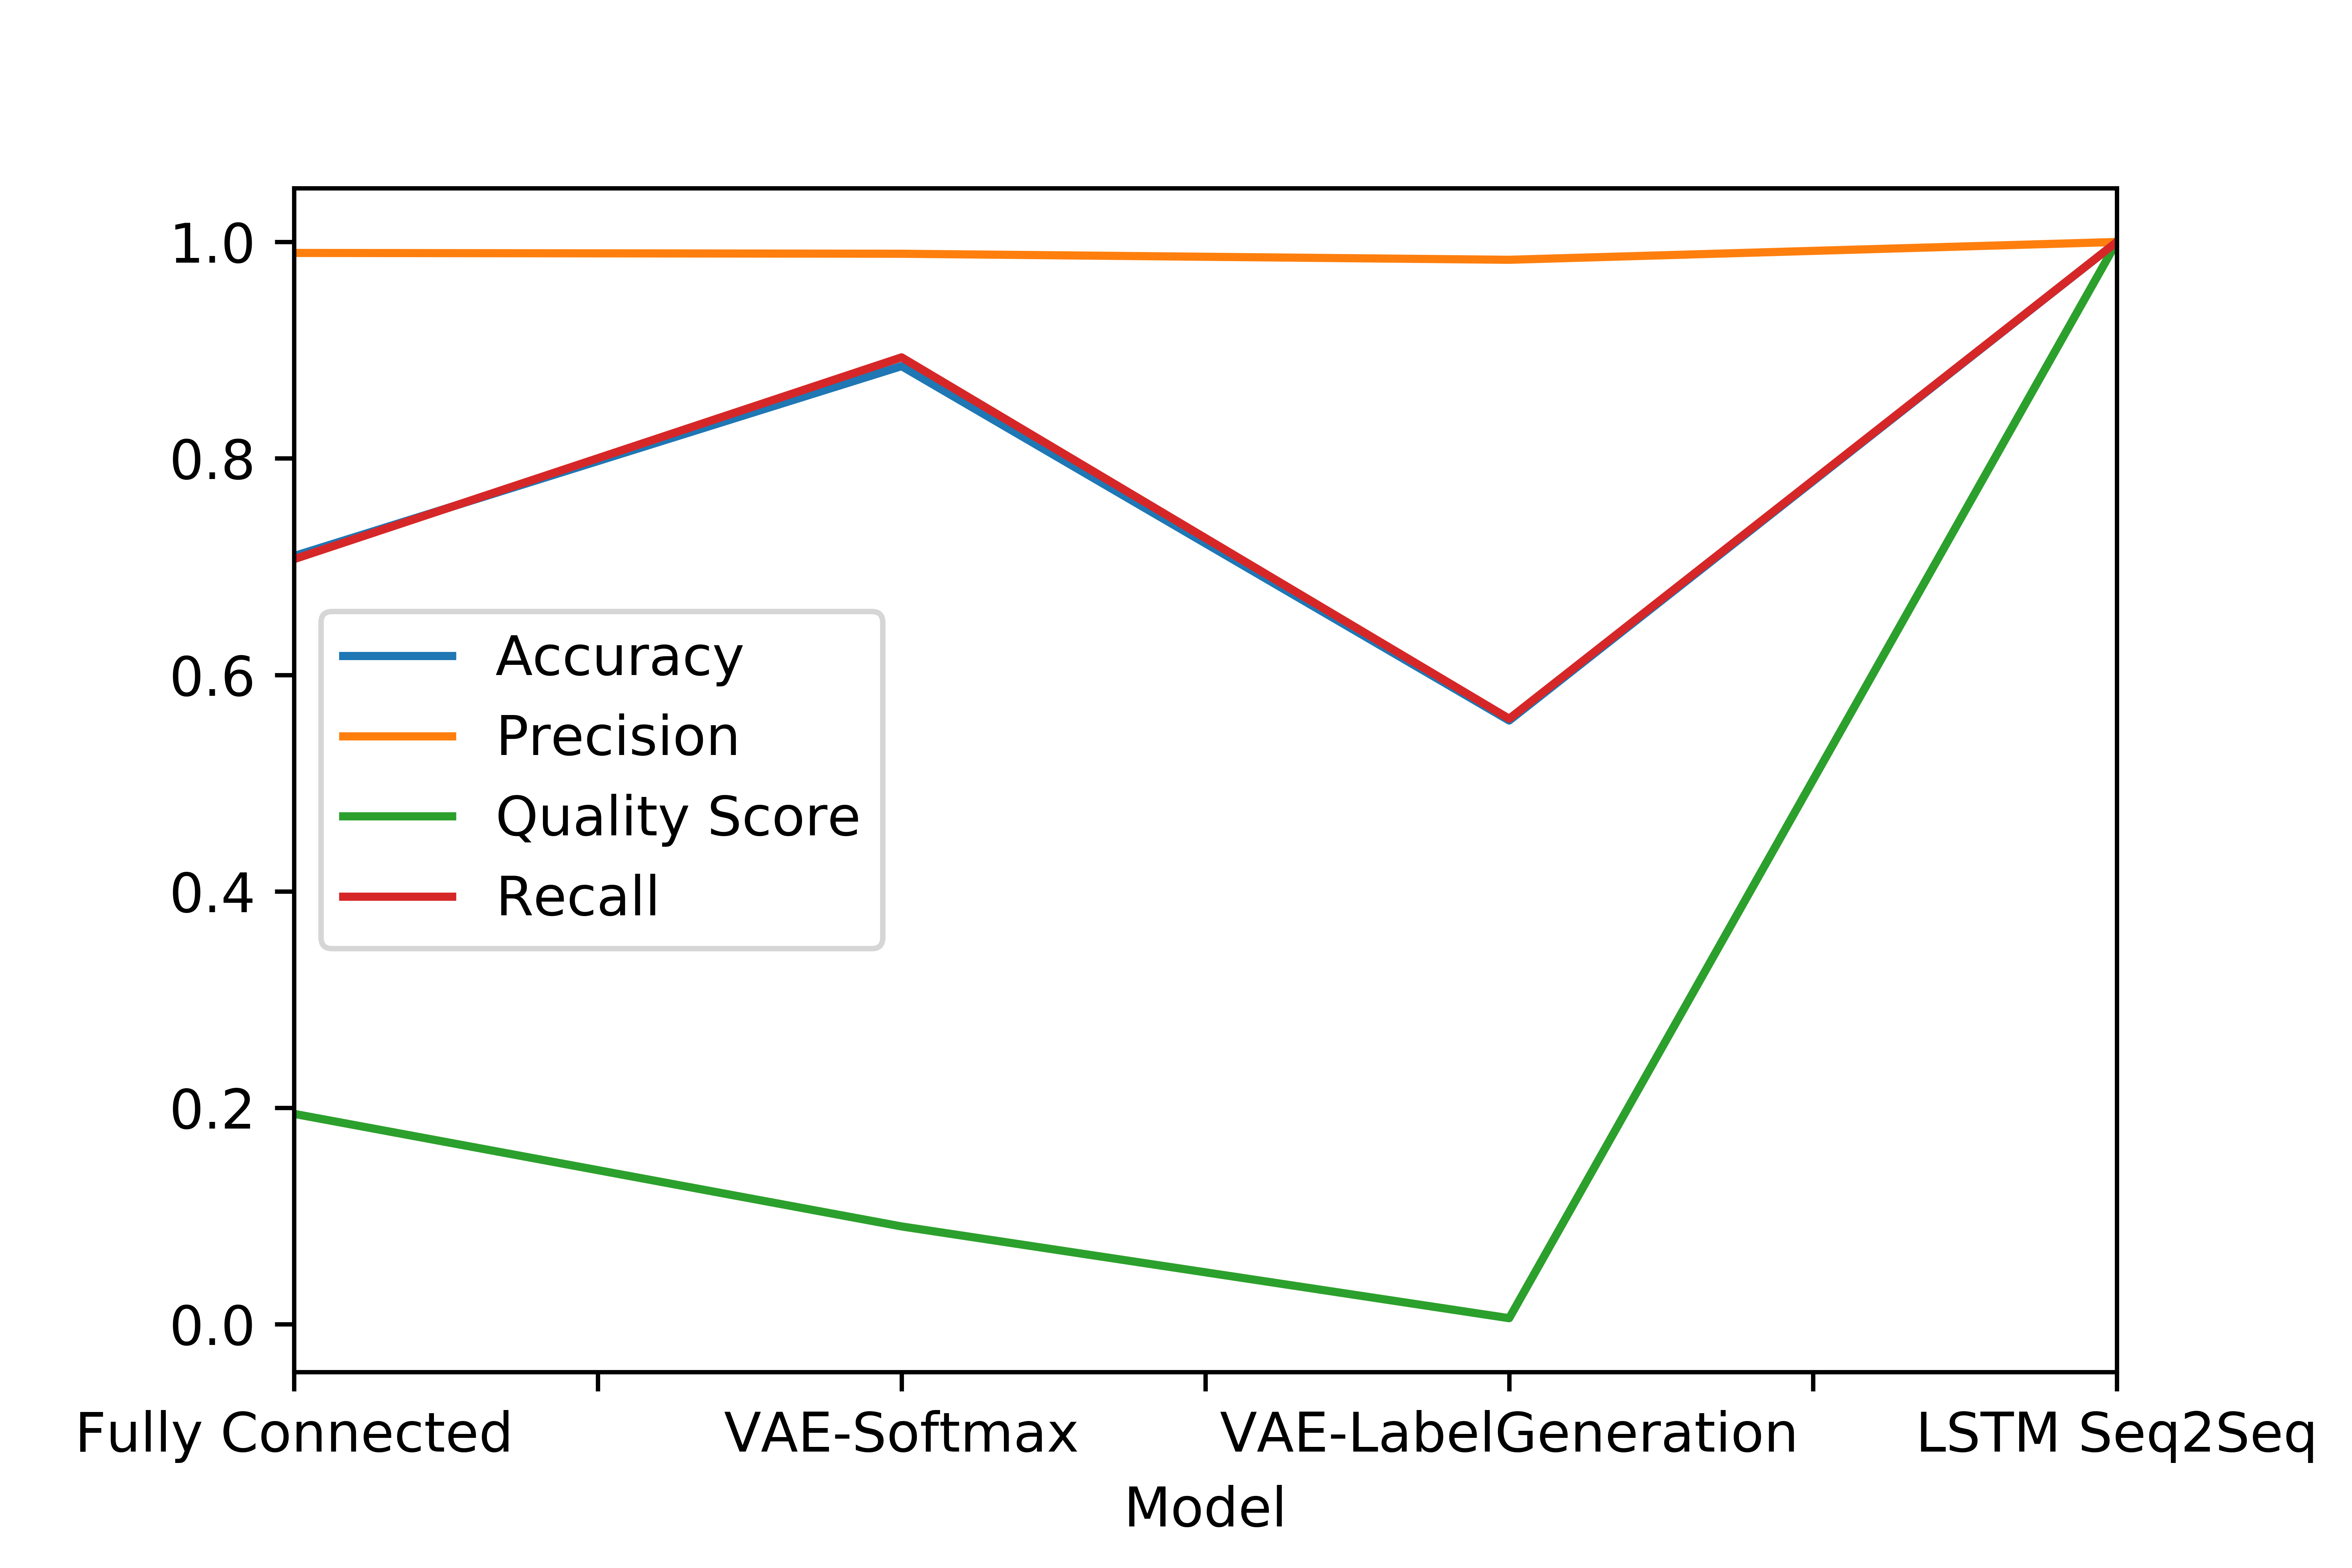 1.0
0.8
0.6
0.4
0.2
0.0
Accuracy
Precision
Quality Score
Recall
Fully Connected VAE-Softmax VAE-LabelGeneration LSTM Seq2Seq
Model